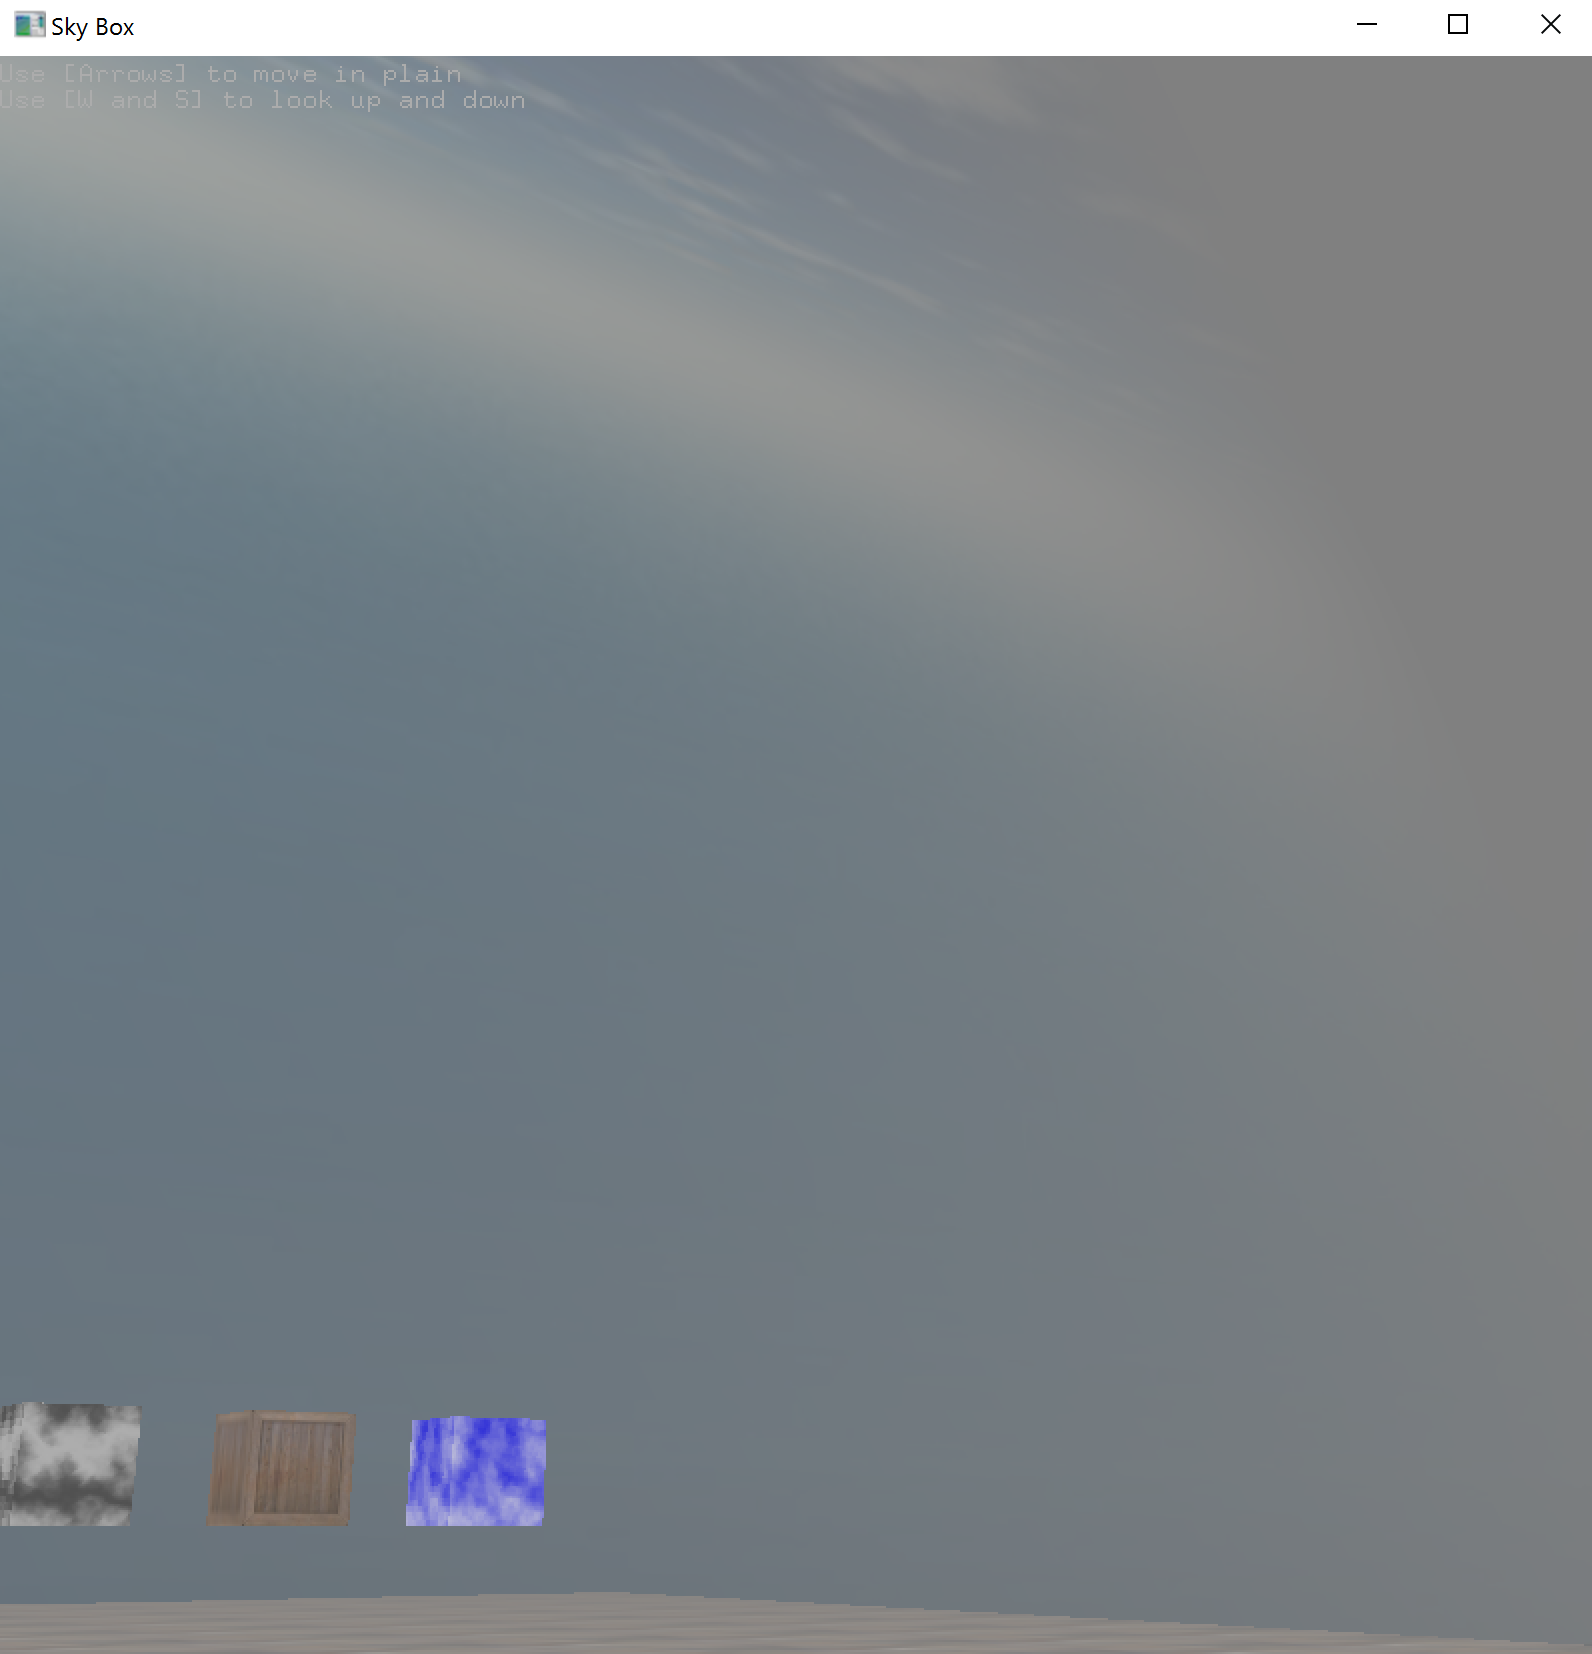 Sky Box
Use [Arrows] to move in plain
Use [W and S] to look up and down